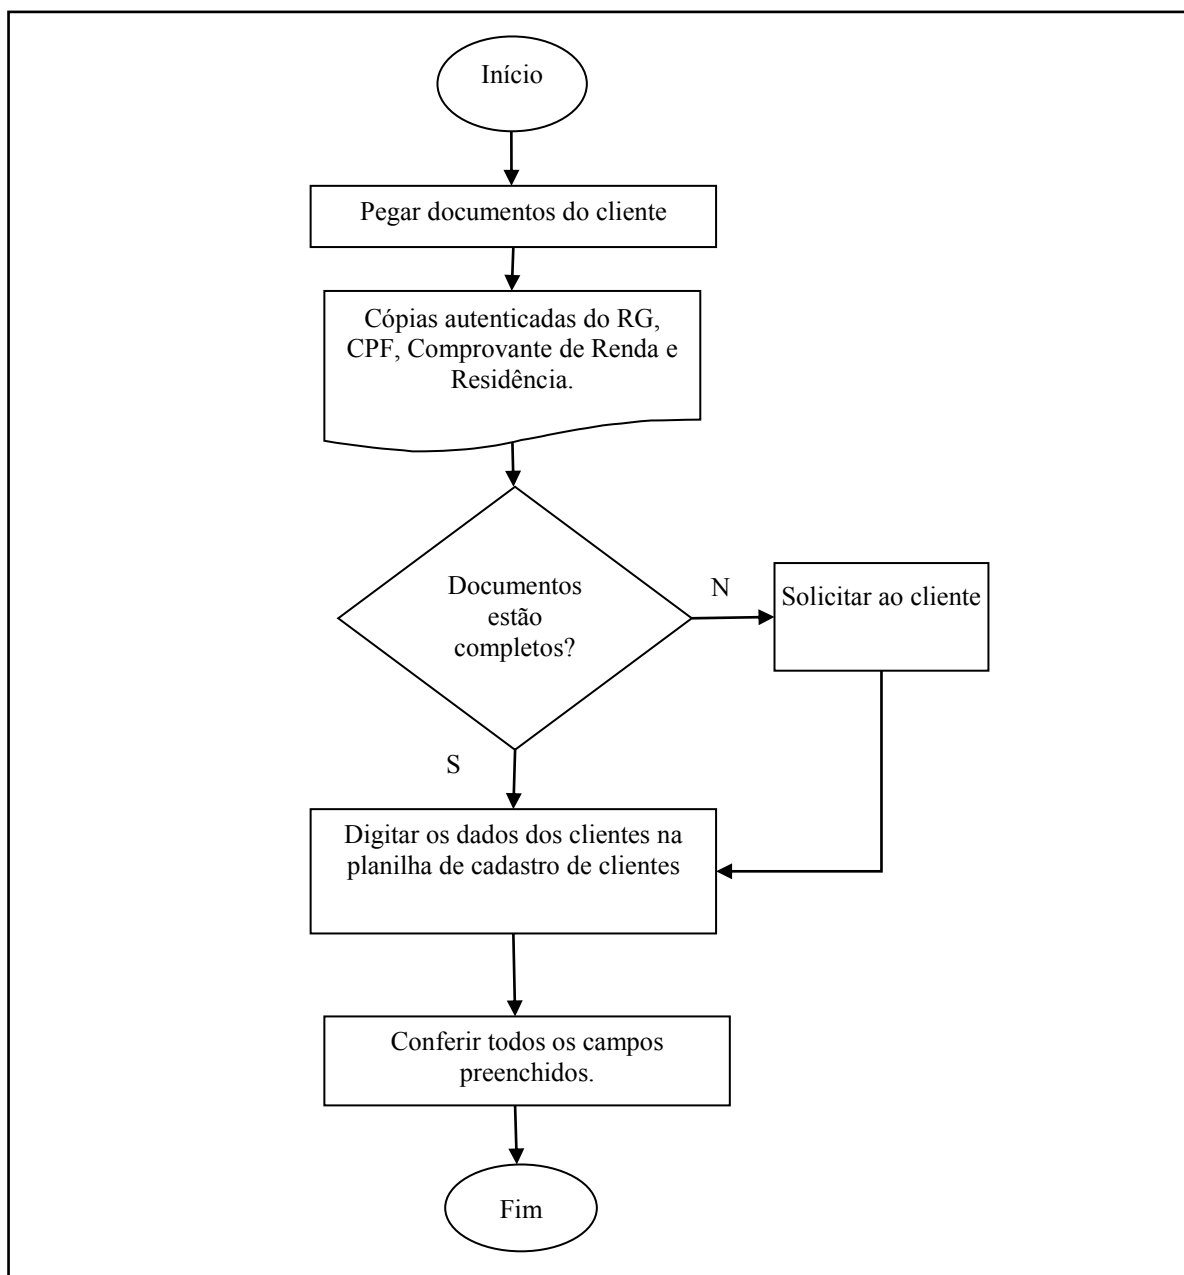 Início
Pegar documentos do cliente
Cópias autenticadas do RG,
CPF, Comprovante de Renda e
Residência.
Documentos
estão
completos?
N
Solicitar ao cliente
S
Digitar os dados dos clientes na
planilha de cadastro de clientes
Conferir todos os campos
preenchidos.
Fim